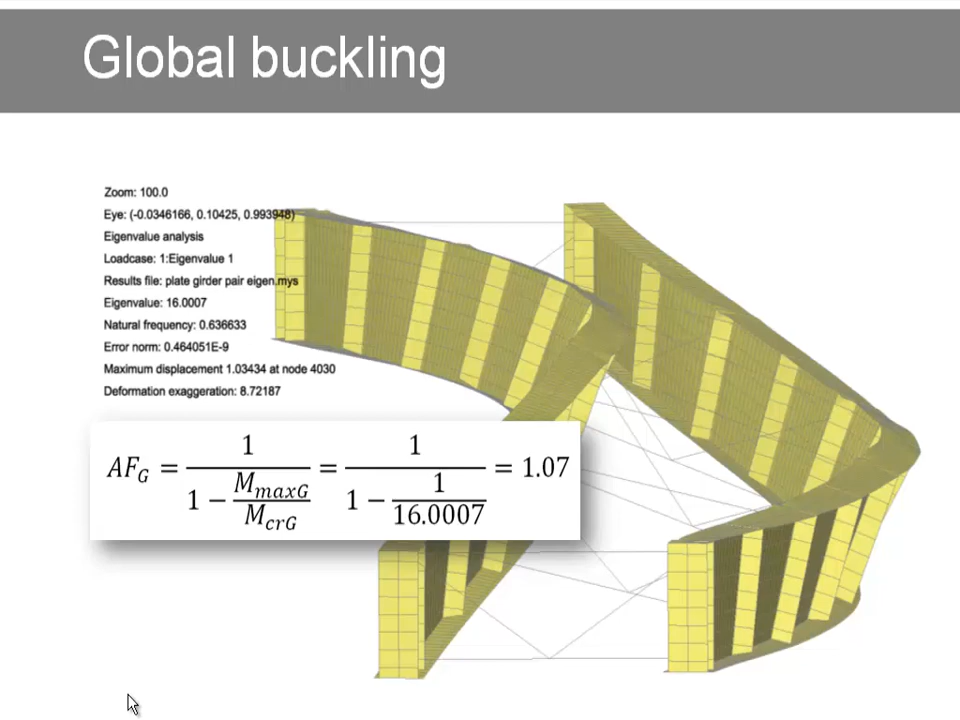 Global buckling
Zoom: 100.0
Eye: (-0.0346166, 0.10425, 0.993948)
Eigenvalue analysis
Loadcase: 1:Eigenvalue 1
Results file: plate girder pair eigen.mys
Eigenvalue: 16.0007
Natural frequency: 0.636633
Error norm: 0.464051E-9
Maximum displacement 1.03434 at node 4030
Deformation exaggeration: 8.72187
AF_G = 1 / (1 − M_maxG / M_crG) = 1 / (1 − 1 / 16.0007) = 1.07